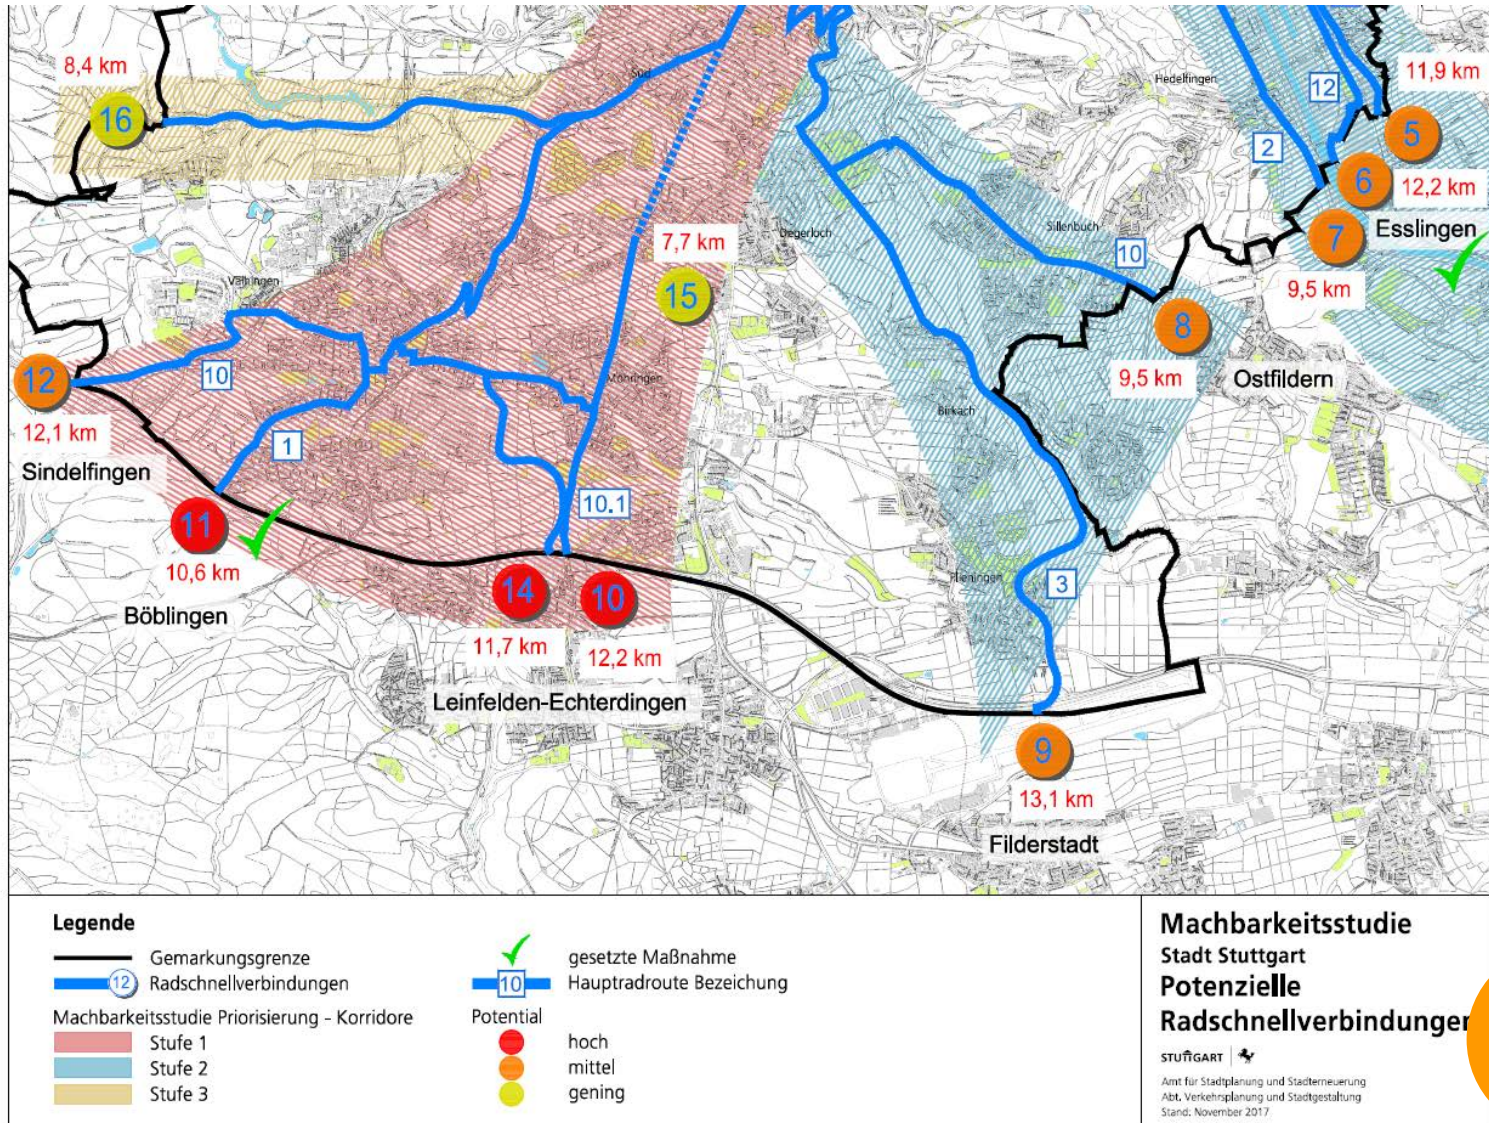 8,4 km
16
Süd
Hedelfingen
11,9 km
12
5
2
6
12,2 km
7
Esslingen
9,5 km
7,7 km
15
Degerloch
Sillenbuch
10
8
9,5 km
Ostfildern
Vaihingen
12
10
12,1 km
Sindelfingen
1
Möhringen
Birkach
11
10,6 km
Böblingen
10.1
14
10
11,7 km
12,2 km
Leinfelden-Echterdingen
Plieningen
3
9
13,1 km
Filderstadt
Legende
Gemarkungsgrenze
12 Radschnellverbindungen
Machbarkeitsstudie Priorisierung - Korridore
Stufe 1
Stufe 2
Stufe 3
gesetzte Maßnahme
10 Hauptradroute Bezeichung
Potential
hoch
mittel
gening
Machbarkeitsstudie
Stadt Stuttgart
Potenzielle
Radschnellverbindungen
STUTTGART
Amt für Stadtplanung und Stadterneuerung
Abt. Verkehrsplanung und Stadtgestaltung
Stand: November 2017